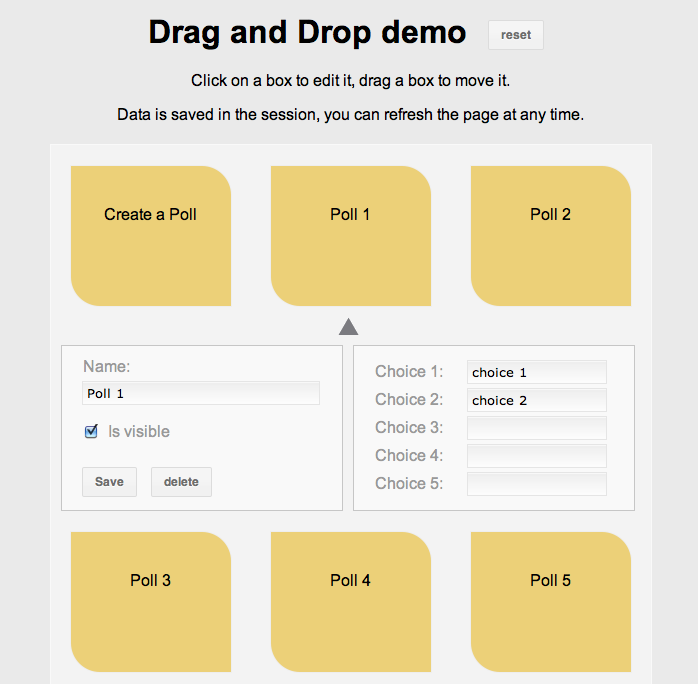 Drag and Drop demo reset
Click on a box to edit it, drag a box to move it.
Data is saved in the session, you can refresh the page at any time.
Create a Poll
Poll 1
Poll 2
Name:
Poll 1
Is visible
Save delete
Choice 1: choice 1
Choice 2: choice 2
Choice 3:
Choice 4:
Choice 5:
Poll 3
Poll 4
Poll 5